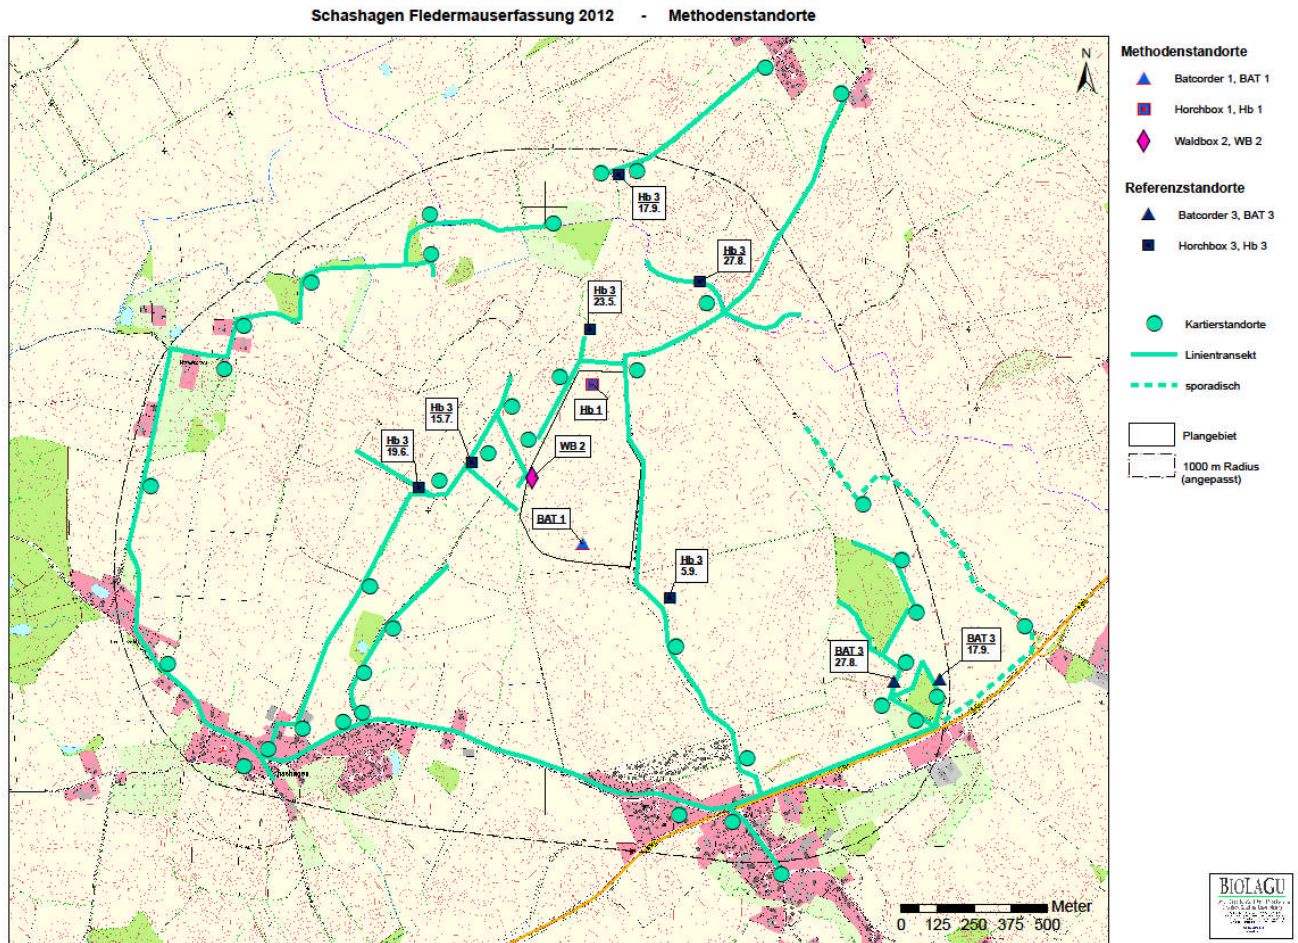 Schashagen Fledermauserfassung 2012 - Methodenstandorte
N
Methodenstandorte
Batcorder 1, BAT 1
Horchbox 1, Hb 1
Waldbox 2, WB 2
Referenzstandorte
Batcorder 3, BAT 3
Horchbox 3, Hb 3
Kartierstandorte
Linientransekt
sporadisch
Plangebiet
1000 m Radius
(angepasst)
Hb 3
17.9.
Hb 3
27.8.
Hb 3
23.5.
Hb 1
Hb 3
15.7.
Hb 3
19.6.
WB 2
BAT 1
Hb 3
5.9.
BAT 3
27.8.
BAT 3
17.9.
Meter
0 125 250 375 500
BIOLAGU